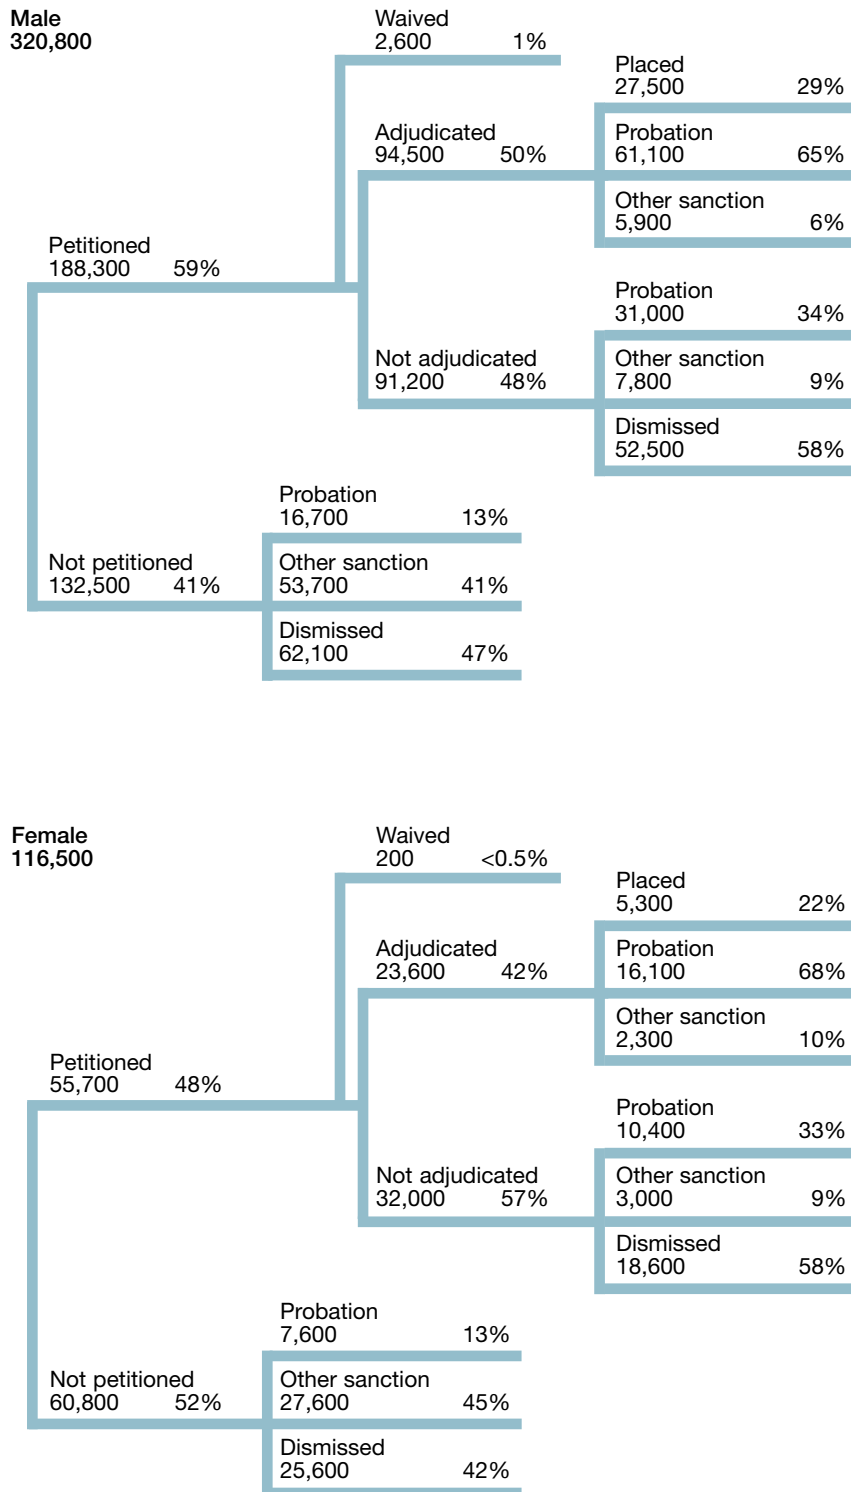 Male
320,800
Waived
2,600 1%
Placed
27,500 29%
Adjudicated
94,500 50%
Probation
61,100 65%
Other sanction
5,900 6%
Petitioned
188,300 59%
Probation
31,000 34%
Not adjudicated
91,200 48%
Other sanction
7,800 9%
Dismissed
52,500 58%
Probation
16,700 13%
Not petitioned
132,500 41%
Other sanction
53,700 41%
Dismissed
62,100 47%
Female
116,500
Waived
200 <0.5%
Placed
5,300 22%
Adjudicated
23,600 42%
Probation
16,100 68%
Other sanction
2,300 10%
Petitioned
55,700 48%
Probation
10,400 33%
Not adjudicated
32,000 57%
Other sanction
3,000 9%
Dismissed
18,600 58%
Probation
7,600 13%
Not petitioned
60,800 52%
Other sanction
27,600 45%
Dismissed
25,600 42%